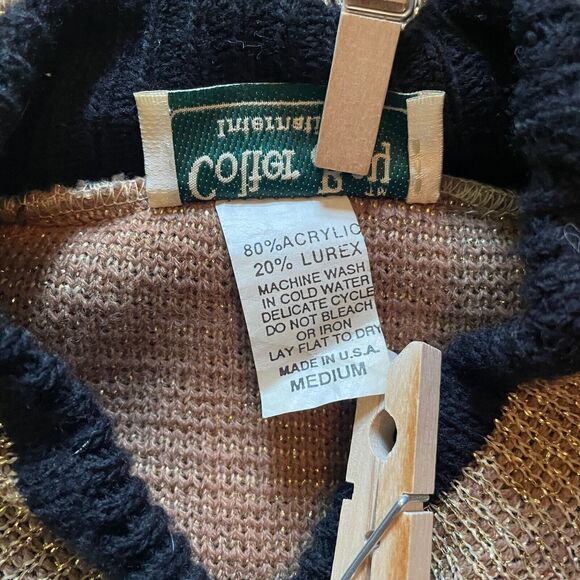 Coller
80% ACRYLIC
20% LUREX
MACHINE WASH
IN COLD WATER
DELICATE CYCLE
DO NOT BLEACH
OR IRON
LAY FLAT TO DRY
MADE IN U.S.A.
MEDIUM